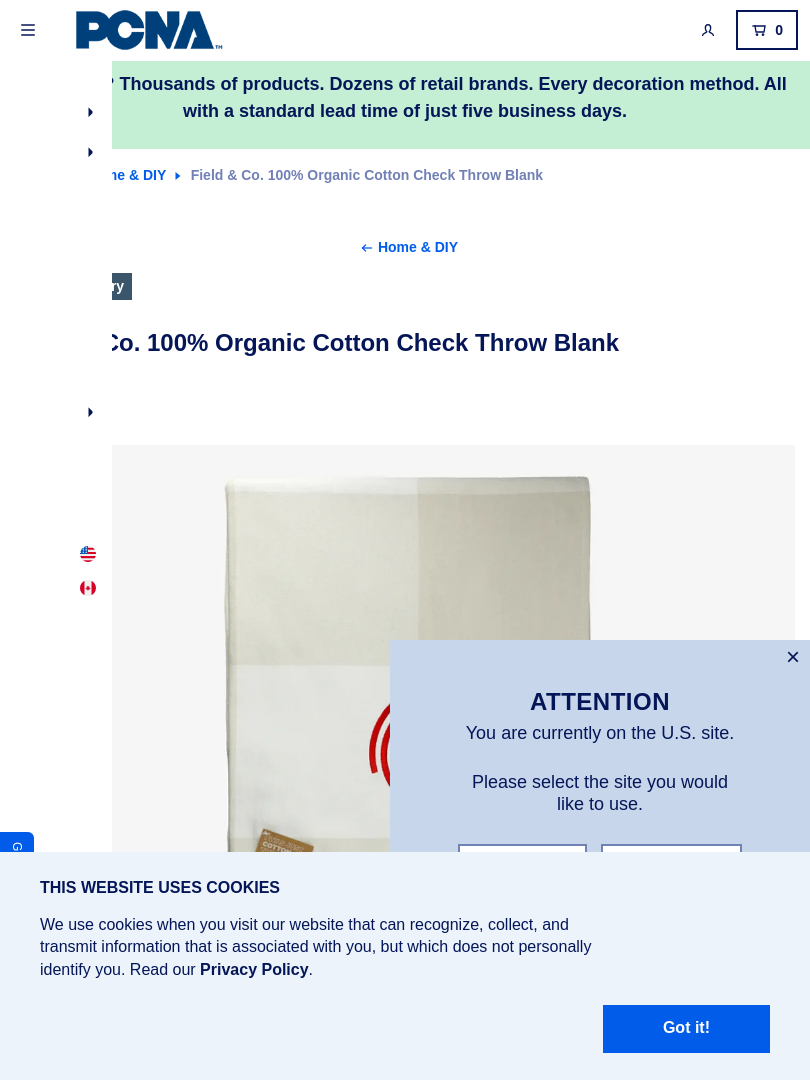 PCNA
TM
0
? Thousands of products. Dozens of retail brands. Every decoration method. All
with a standard lead time of just five business days.
me & DIY
Field & Co. 100% Organic Cotton Check Throw Blank
Home & DIY
ry
Co. 100% Organic Cotton Check Throw Blank
ATTENTION
You are currently on the U.S. site.
Please select the site you would
like to use.
COTTON
G
THIS WEBSITE USES COOKIES
We use cookies when you visit our website that can recognize, collect, and
transmit information that is associated with you, but which does not personally
identify you. Read our Privacy Policy.
Got it!